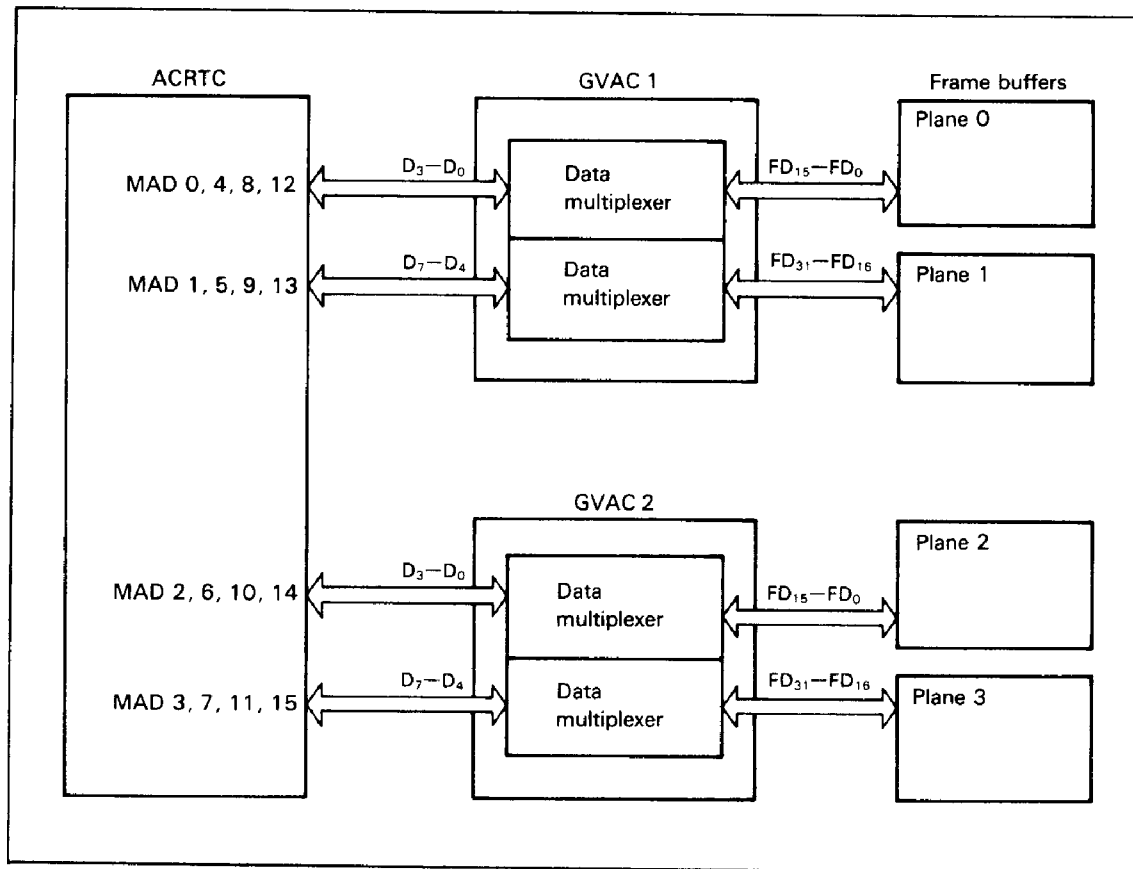 ACRTC
GVAC 1
Frame buffers
MAD 0, 4, 8, 12
D₃—D₀
Data
multiplexer
FD₁₅—FD₀
Plane 0
MAD 1, 5, 9, 13
D₇—D₄
Data
multiplexer
FD₃₁—FD₁₆
Plane 1
GVAC 2
MAD 2, 6, 10, 14
D₃—D₀
Data
multiplexer
FD₁₅—FD₀
Plane 2
MAD 3, 7, 11, 15
D₇—D₄
Data
multiplexer
FD₃₁—FD₁₆
Plane 3